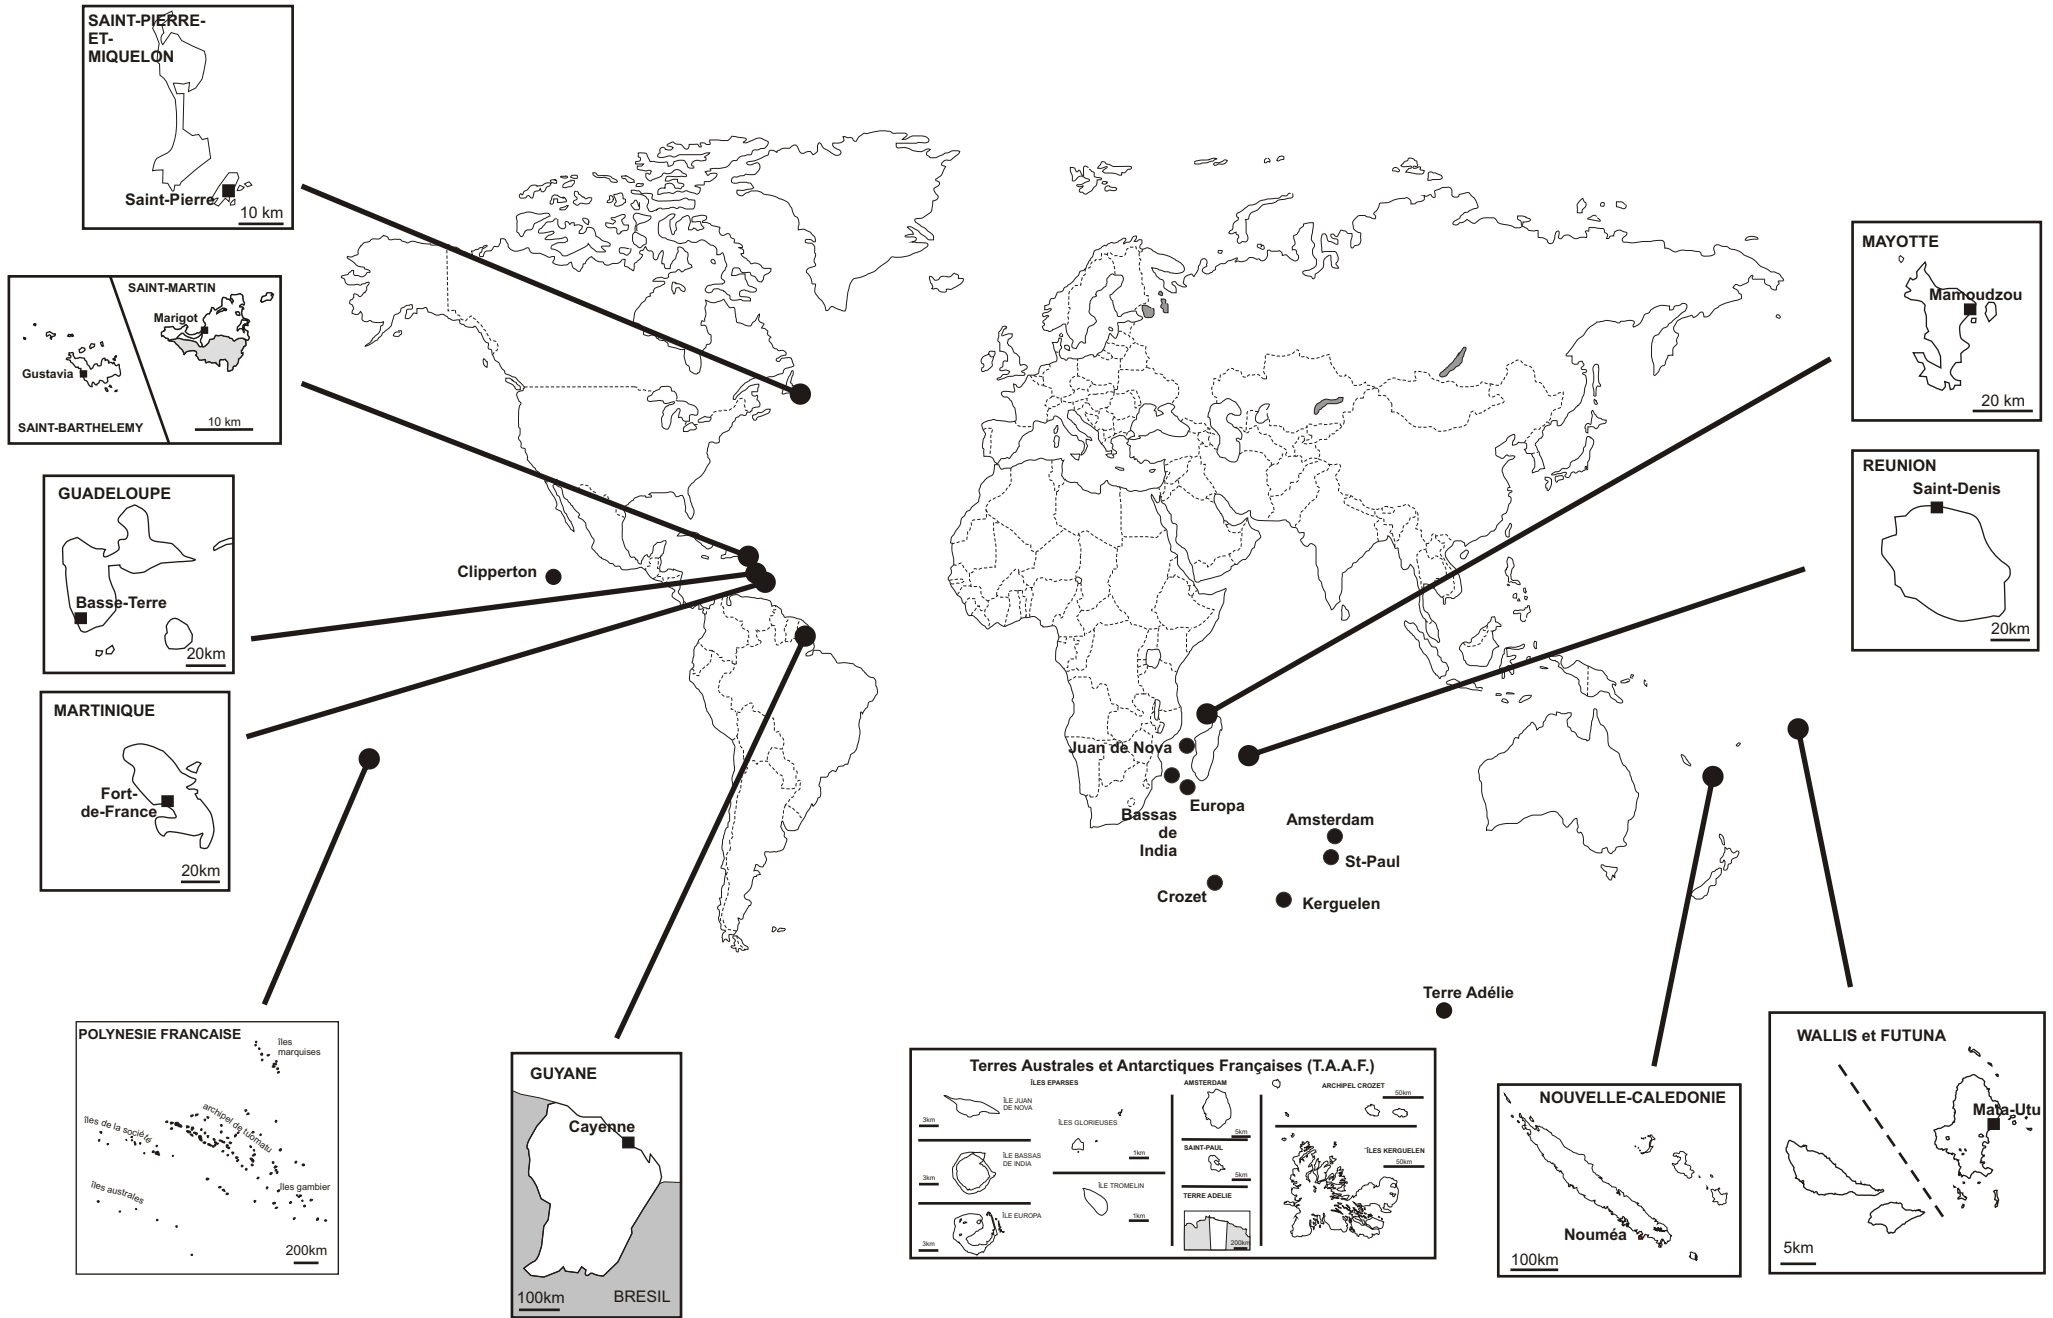 SAINT-PIERRE-
ET-
MIQUELON
Saint-Pierre
10 km
SAINT-MARTIN
Marigot
Gustavia
10 km
SAINT-BARTHELEMY
GUADELOUPE
Basse-Terre
20km
MARTINIQUE
Fort-
de-France
20km
Clipperton
MAYOTTE
Mamoudzou
20 km
REUNION
Saint-Denis
20km
Juan de Nova
Europa
Bassas
de
India
Amsterdam
St-Paul
Crozet
Kerguelen
Terre Adélie
POLYNESIE FRANCAISE
îles
marquises
archipel de tuomatu
îles de la société
îles gambier
îles australes
200km
GUYANE
Cayenne
100km
BRESIL
Terres Australes et Antarctiques Françaises (T.A.A.F.)
ÎLES EPARSES
ÎLE JUAN
DE NOVA
3km
ÎLES GLORIEUSES
1km
ÎLE BASSAS
DE INDIA
3km
ÎLE TROMELIN
1km
ÎLE EUROPA
3km
AMSTERDAM
5km
SAINT-PAUL
5km
TERRE ADELIE
200km
ARCHIPEL CROZET
50km
ÎLES KERGUELEN
50km
NOUVELLE-CALEDONIE
Nouméa
100km
WALLIS et FUTUNA
Mata-Utu
5km